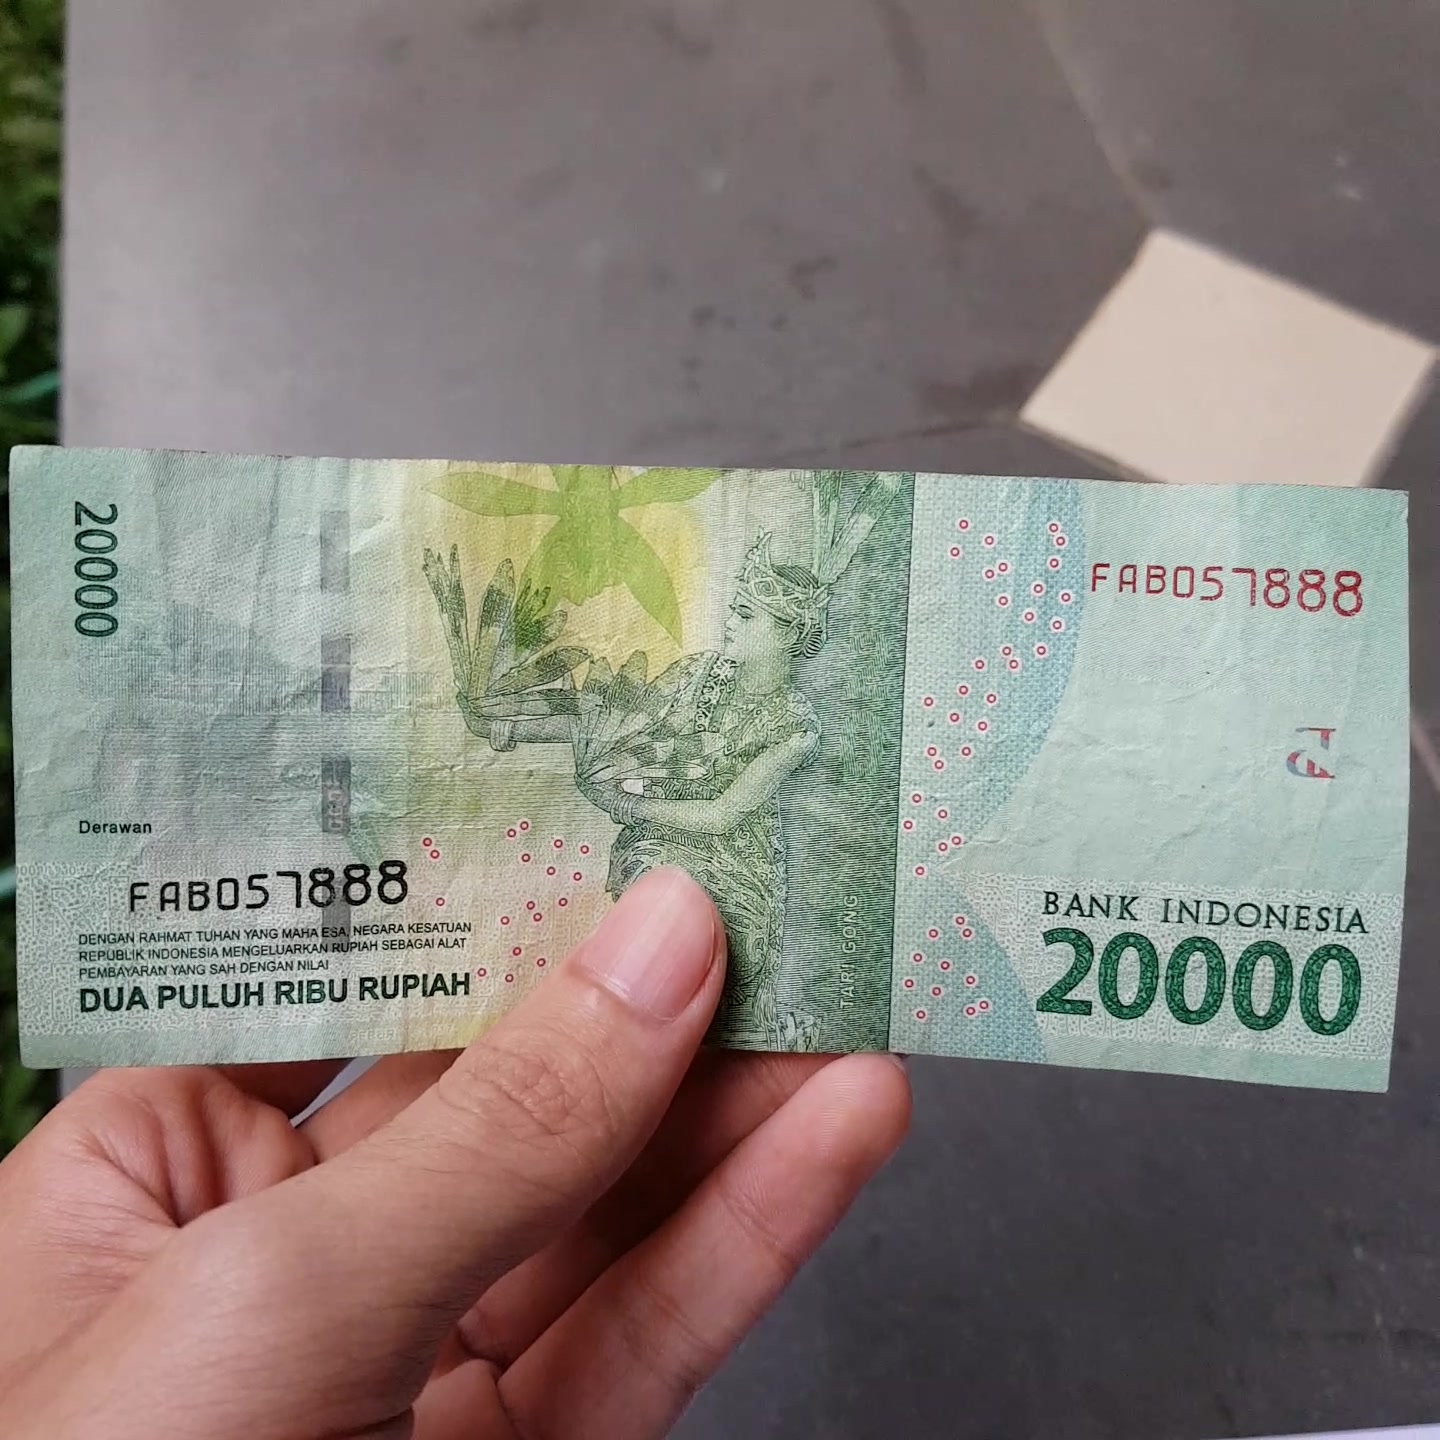 20000
FAB057888
Derawan
FAB057888
DENGAN RAHMAT TUHAN YANG MAHA ESA, NEGARA KESATUAN
REPUBLIK INDONESIA MENGELUARKAN RUPIAH SEBAGAI ALAT
PEMBAYARAN YANG SAH DENGAN NILAI
DUA PULUH RIBU RUPIAH
TARI GONG
BANK INDONESIA
20000